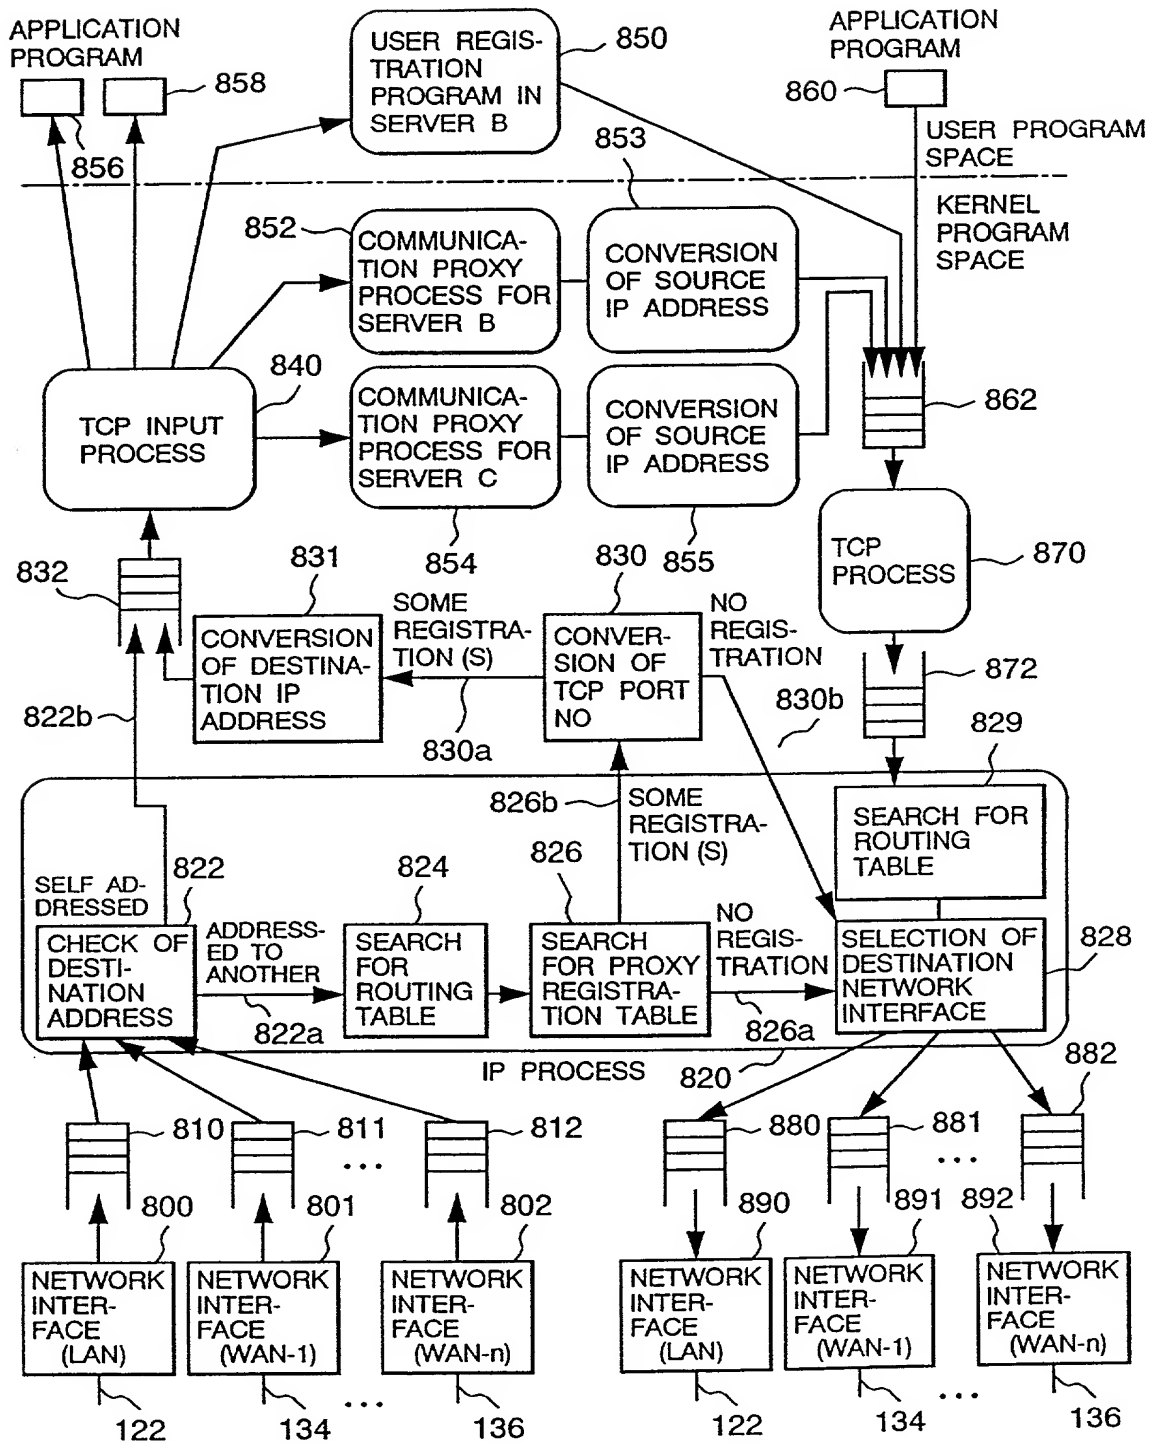 APPLICATION
PROGRAM
858
856
USER REGIS-
TRATION
PROGRAM IN
SERVER B
850
APPLICATION
PROGRAM
860
USER PROGRAM
SPACE
KERNEL
PROGRAM
SPACE
853
852
COMMUNICA-
TION PROXY
PROCESS FOR
SERVER B
CONVERSION
OF SOURCE
IP ADDRESS
840
TCP INPUT
PROCESS
COMMUNICA-
TION PROXY
PROCESS FOR
SERVER C
CONVERSION
OF SOURCE
IP ADDRESS
862
854
855
TCP
PROCESS
870
832
831
CONVERSION
OF DESTINA-
TION IP
ADDRESS
SOME
REGISTRA-
TION (S)
830a
830
CONVER-
SION OF
TCP PORT
NO
NO
REGIS-
TRATION
830b
872
822b
829
826b
SOME
REGISTRA-
TION (S)
SEARCH FOR
ROUTING
TABLE
SELF AD-
DRESSED
822
CHECK OF
DESTI-
NATION
ADDRESS
ADDRESS-
ED TO
ANOTHER
822a
824
SEARCH
FOR
ROUTING
TABLE
826
SEARCH
FOR PROXY
REGISTRA-
TION TABLE
NO
REGIS-
TRATION
826a
SELECTION OF
DESTINATION
NETWORK
INTERFACE
828
IP PROCESS
820
810
811
...
812
880
881
...
882
800
801
802
890
891
892
NETWORK
INTER-
FACE
(LAN)
NETWORK
INTER-
FACE
(WAN-1)
NETWORK
INTER-
FACE
(WAN-n)
NETWORK
INTER-
FACE
(LAN)
NETWORK
INTER-
FACE
(WAN-1)
NETWORK
INTER-
FACE
(WAN-n)
122
134
...
136
122
134
...
136